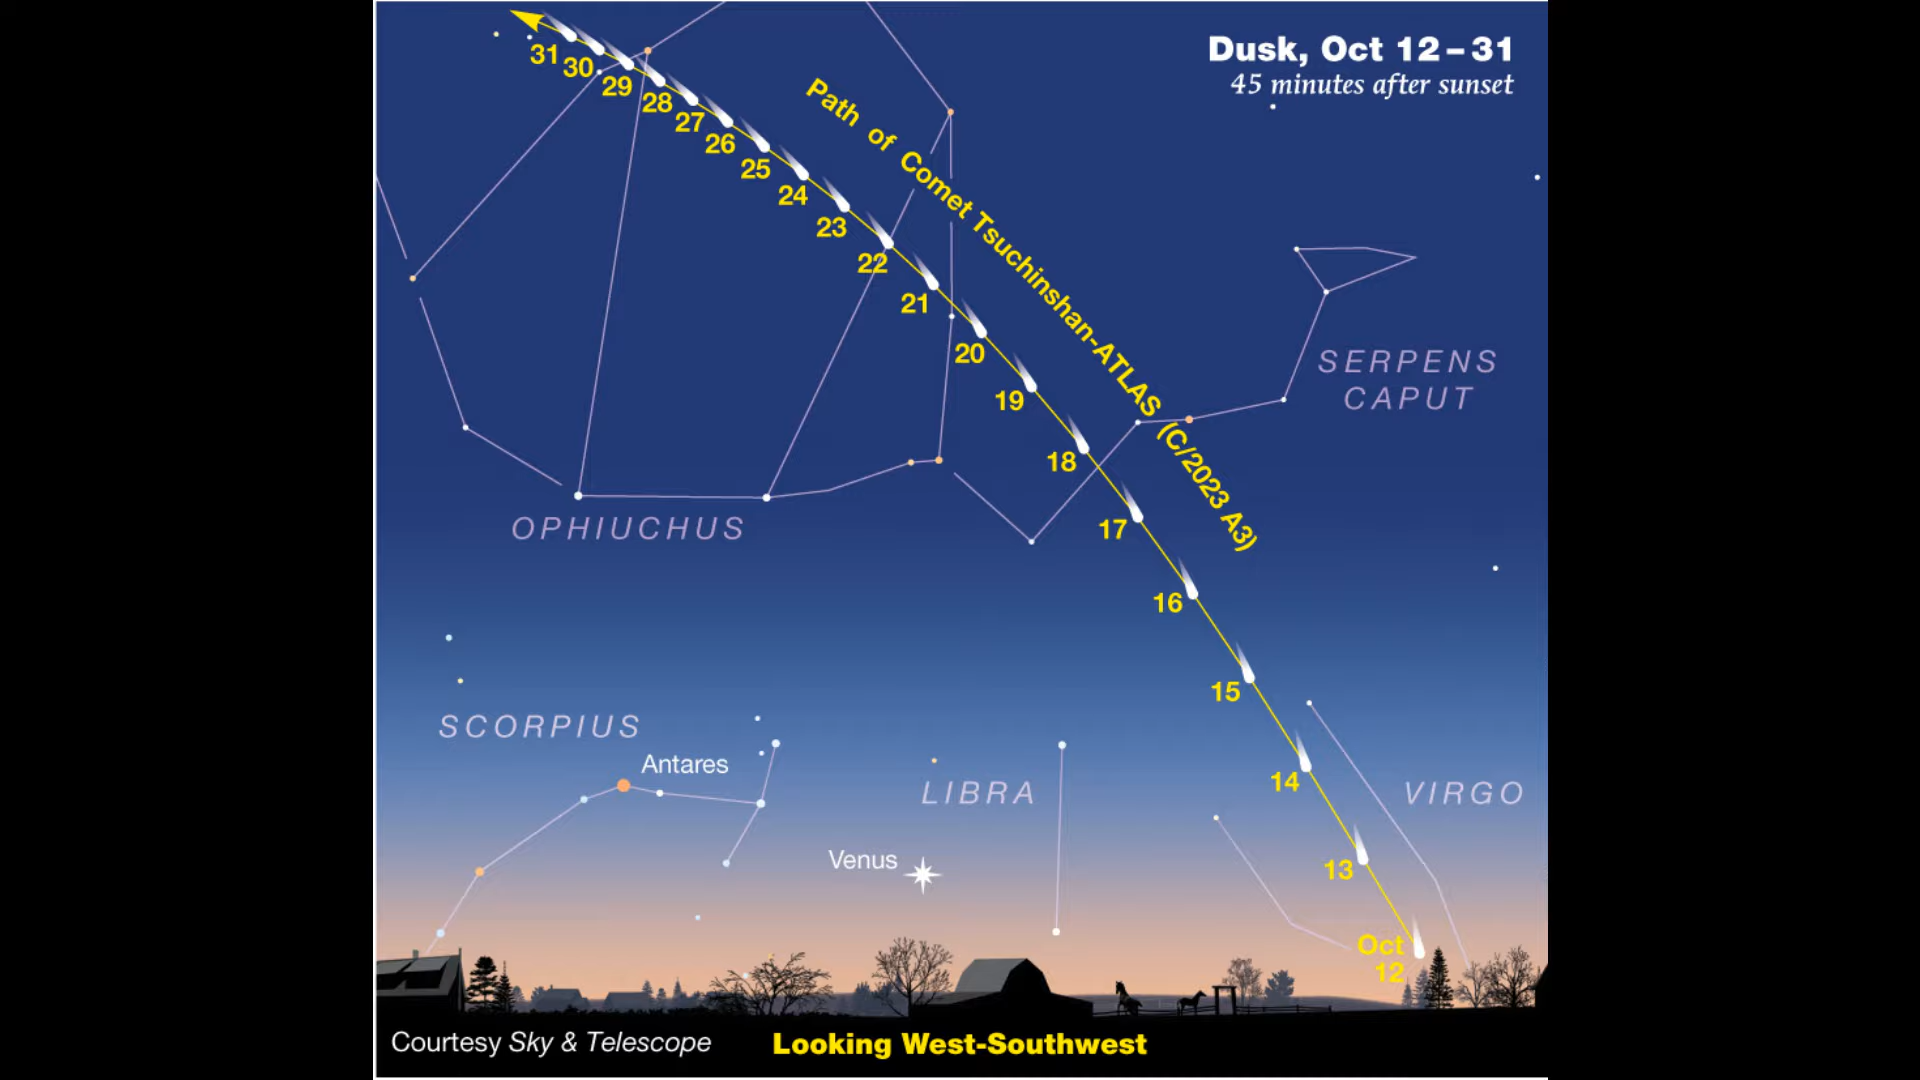 Dusk, Oct 12–31
45 minutes after sunset
Path of Comet Tsuchinshan-ATLAS (C/2023 A3)
31
30
29
28
27
26
25
24
23
22
21
20
19
18
17
16
15
14
13
Oct
12
SERPENS
CAPUT
OPHIUCHUS
SCORPIUS
Antares
LIBRA
VIRGO
Venus
Courtesy Sky & Telescope
Looking West-Southwest